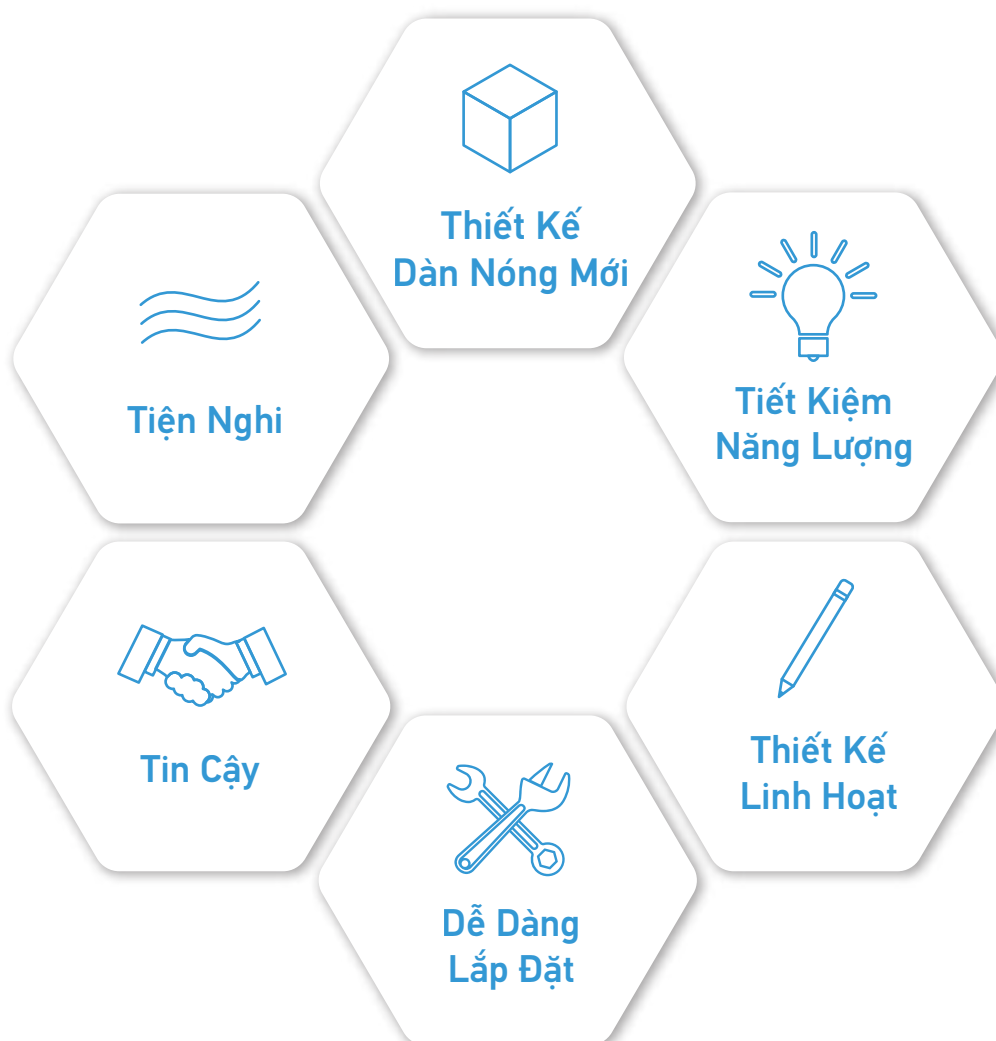 Thiết Kế
Dàn Nóng Mới
Tiện Nghi
Tiết Kiệm
Năng Lượng
Tin Cậy
Thiết Kế
Linh Hoạt
Dễ Dàng
Lắp Đặt